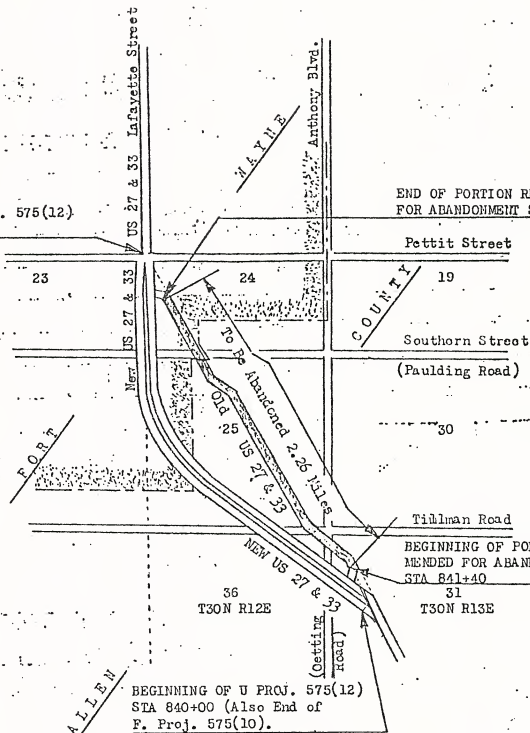 US 27 & 33 Lafayette Street
Anthony Blvd.
WAYNE
. 575(12)
END OF PORTION RE
FOR ABANDONMENT S
Pettit Street
23
24
19
COUNTY
New US 27 & 33
Southorn Street
(Paulding Road)
To Be Abandoned 2.26 Miles
Old US 27 & 33
25
30
FORT
Tillman Road
NEW US 27 & 33
BEGINNING OF PO
MENDED FOR ABAN
STA 841+40
36
T30N R12E
31
T30N R13E
(Oetting Road)
ALLEN
BEGINNING OF U PROJ. 575(12)
STA 840+00 (Also End of
F. Proj. 575(10).